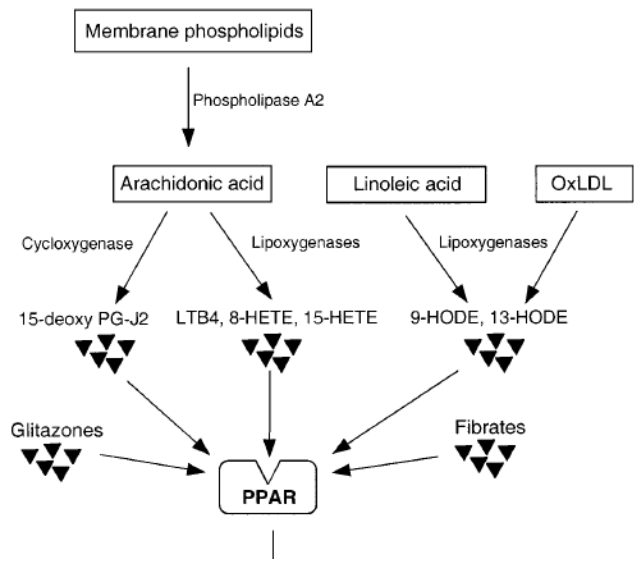 Membrane phospholipids
Phospholipase A2
Arachidonic acid
Linoleic acid
OxLDL
Cycloxygenase
Lipoxygenases
Lipoxygenases
15-deoxy PG-J2
LTB4, 8-HETE, 15-HETE
9-HODE, 13-HODE
Glitazones
Fibrates
PPAR